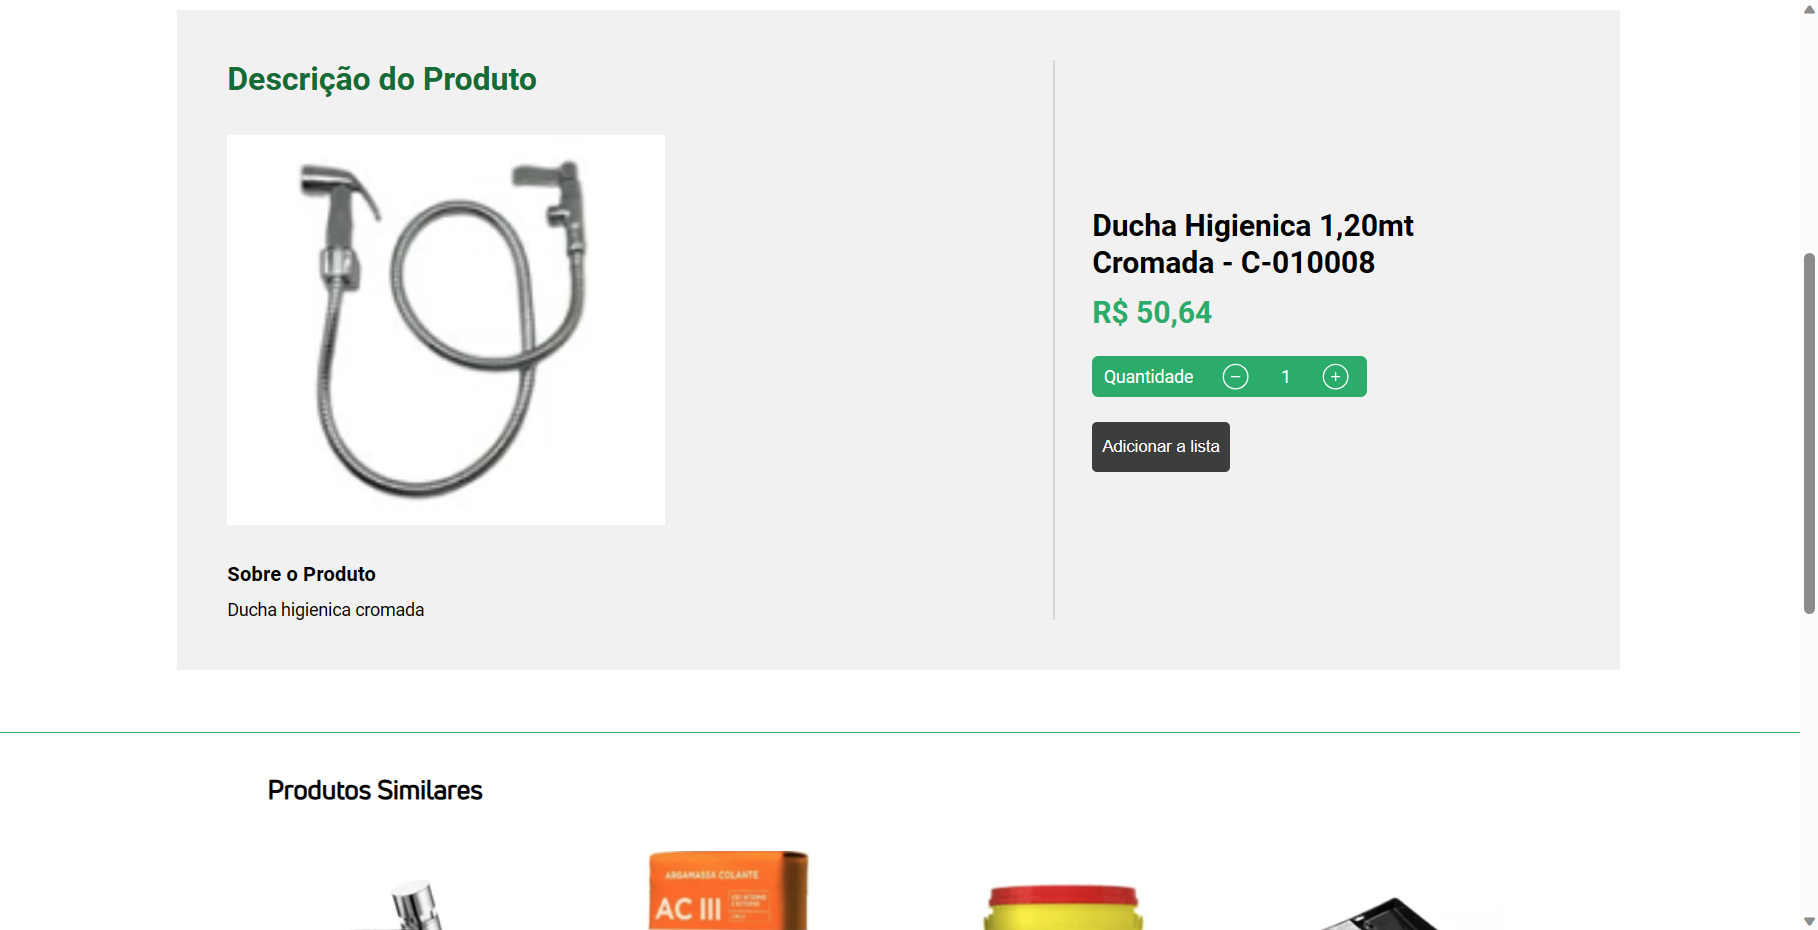 Descrição do Produto
Ducha Higienica 1,20mt
Cromada - C-010008
R$ 50,64
Quantidade
1
Adicionar a lista
Sobre o Produto
Ducha higienica cromada
Produtos Similares
ARGAMASSA COLANTE
AC III